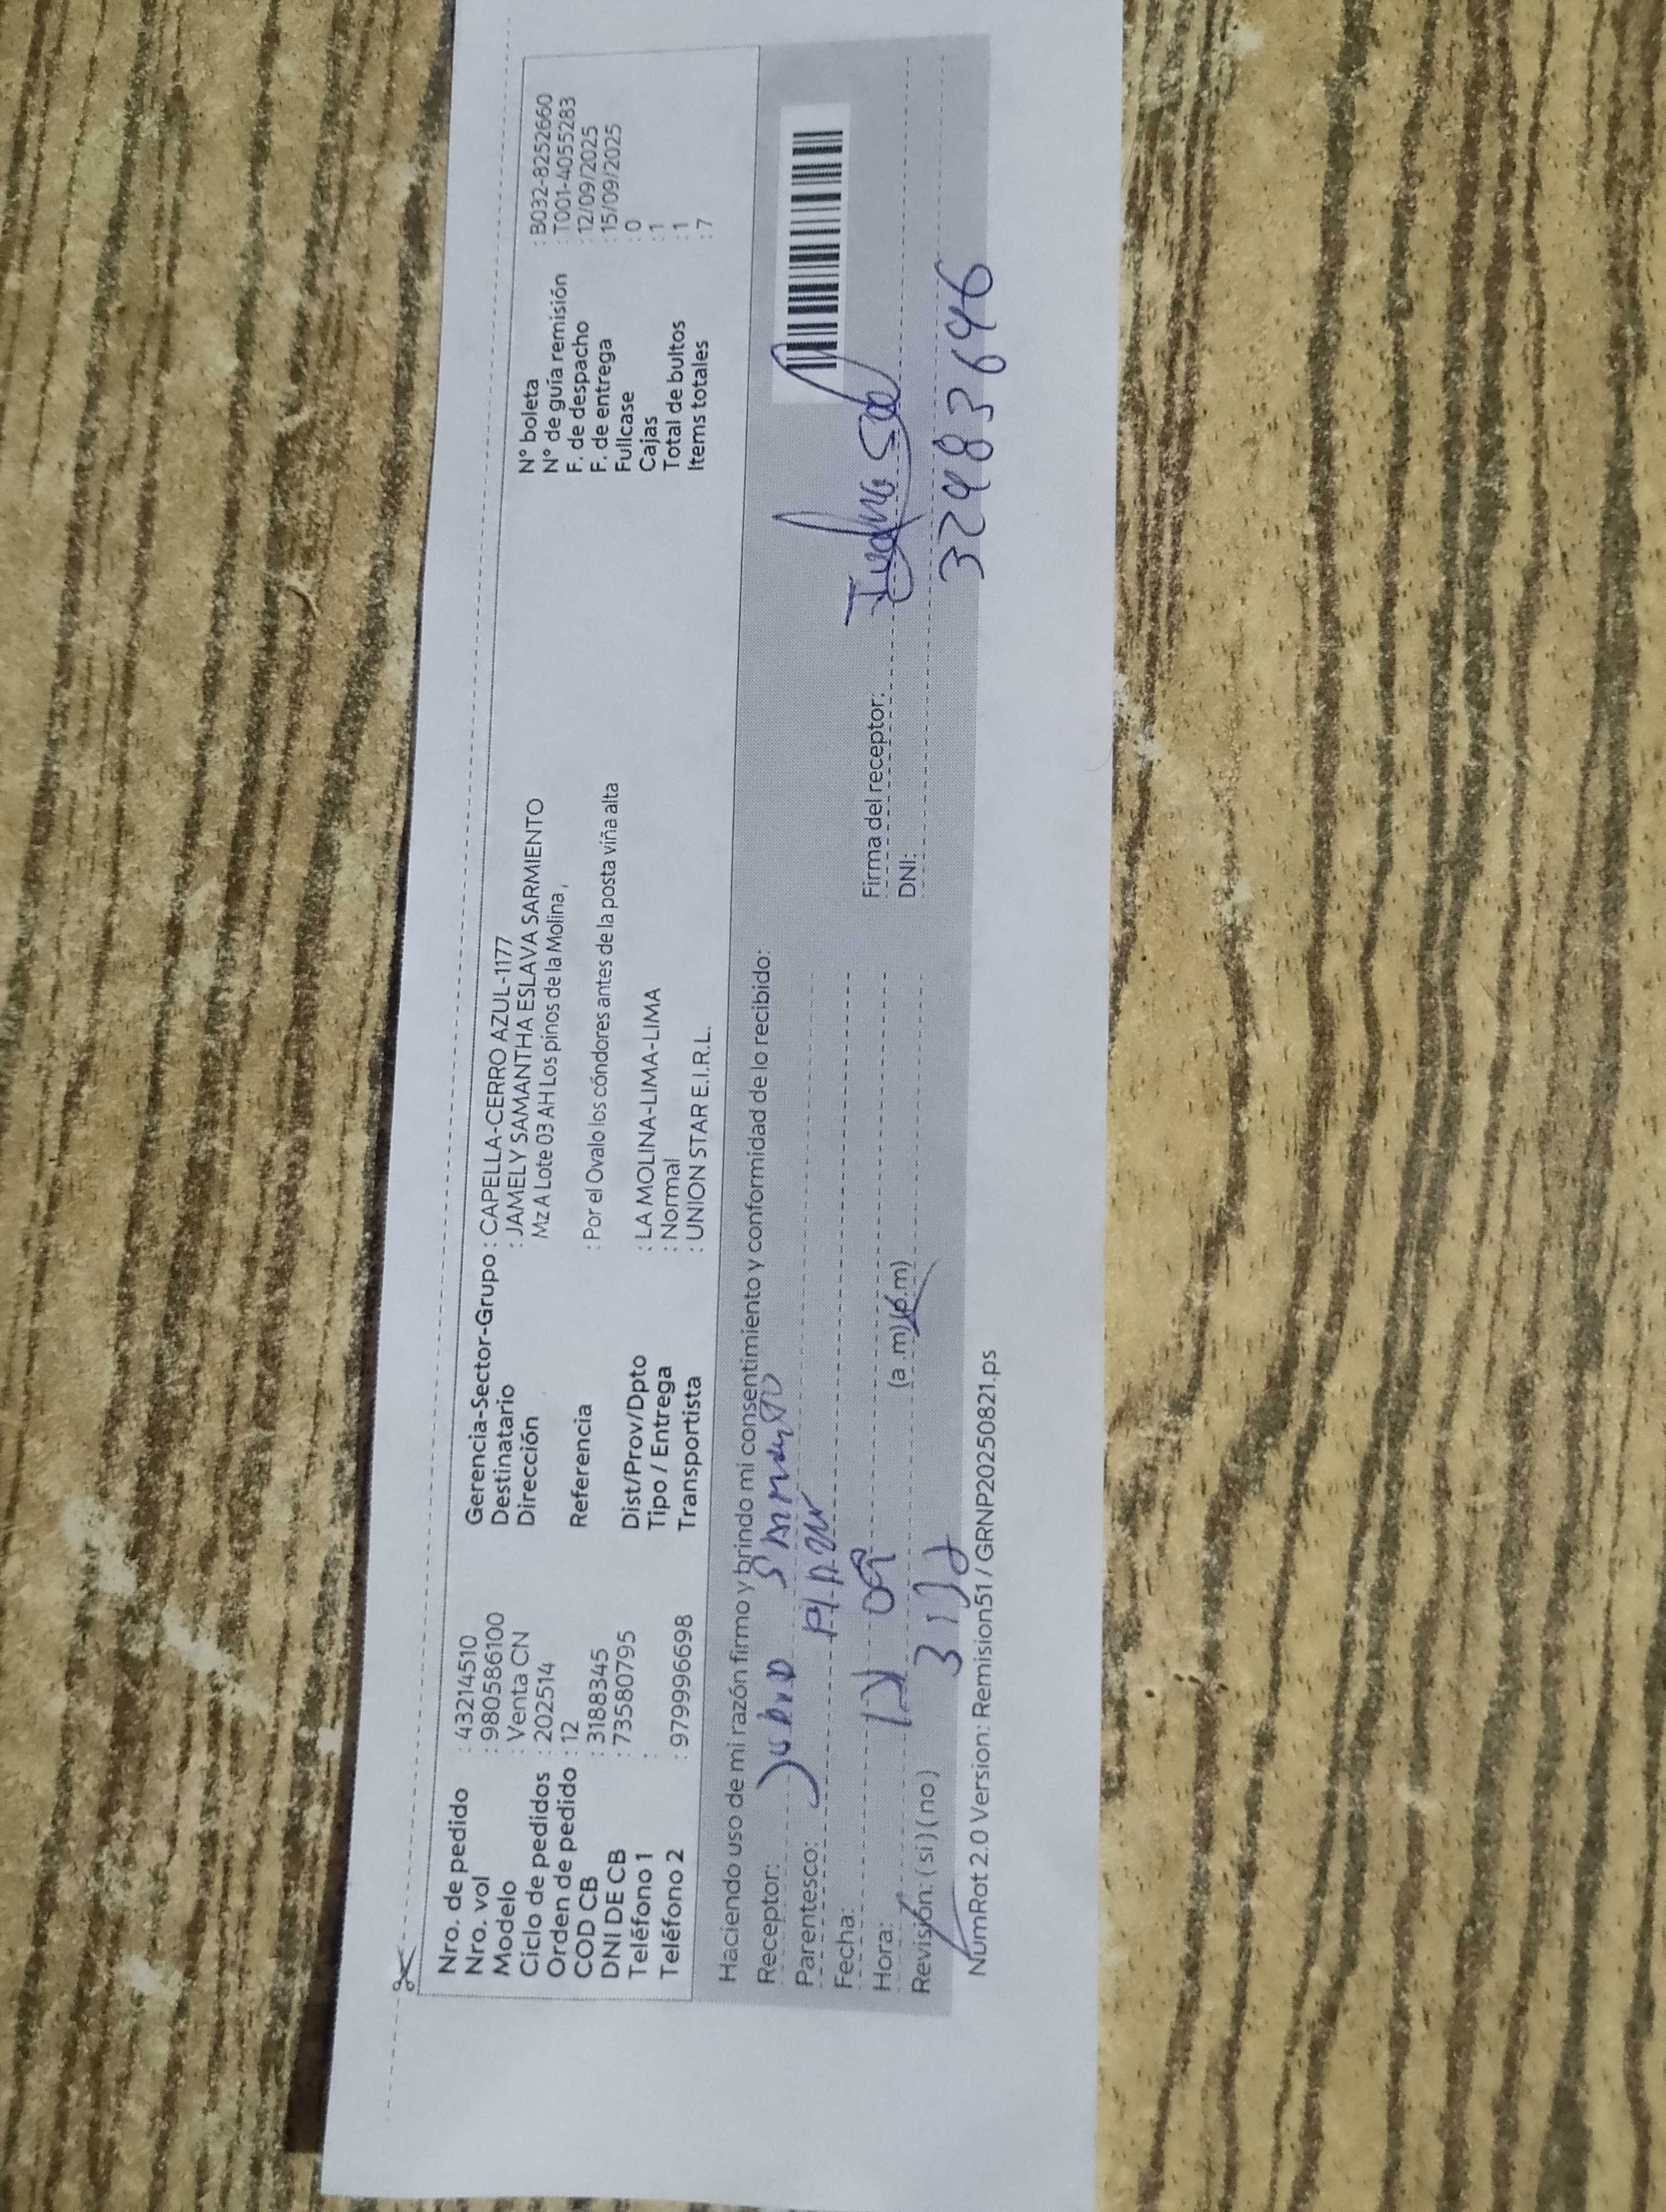 Nro. de pedido : 43214510
Nro. vol : 980586100
Modelo : Venta CN
Ciclo de pedidos : 202514
Orden de pedido : 12
COD CB : 3188345
DNI DE CB : 73580795
Teléfono 1 :
Teléfono 2 : 979996698
Gerencia-Sector-Grupo : CAPELLA-CERRO AZUL-1177
Destinatario : JAMELY SAMANTHA ESLAVA SARMIENTO
Dirección Mz A Lote 03 AH Los pinos de la Molina ,
Referencia : Por el Ovalo los cóndores antes de la posta viña alta
Dist/Prov/Dpto : LA MOLINA-LIMA-LIMA
Tipo / Entrega : Normal
Transportista : UNION STAR E.I.R.L.
N° boleta : B032-8252660
N° de guía remisión : T001-4055283
F. de despacho : 12/09/2025
F. de entrega : 15/09/2025
Fullcase : 0
Cajas : 1
Total de bultos : 1
Items totales : 7
Haciendo uso de mi razón firmo y brindo mi consentimiento y conformidad de lo recibido:
Receptor:
Parentesco:
Fecha: 09
Hora: (a .m) (p.m)
Revisión: ( si ) ( no )
Firma del receptor:
DNI:
NumRot 2.0 Version: Remision51 / GRNP20250821.ps